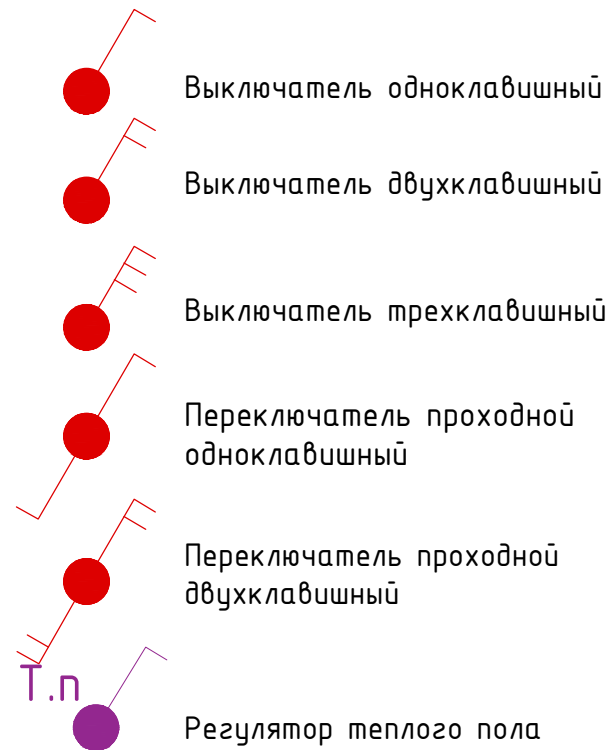 Выключатель одноклавишный
Выключатель двухклавишный
Выключатель трехклавишный
Переключатель проходной
одноклавишный
Переключатель проходной
двухклавишный
Т.п
Регулятор теплого пола